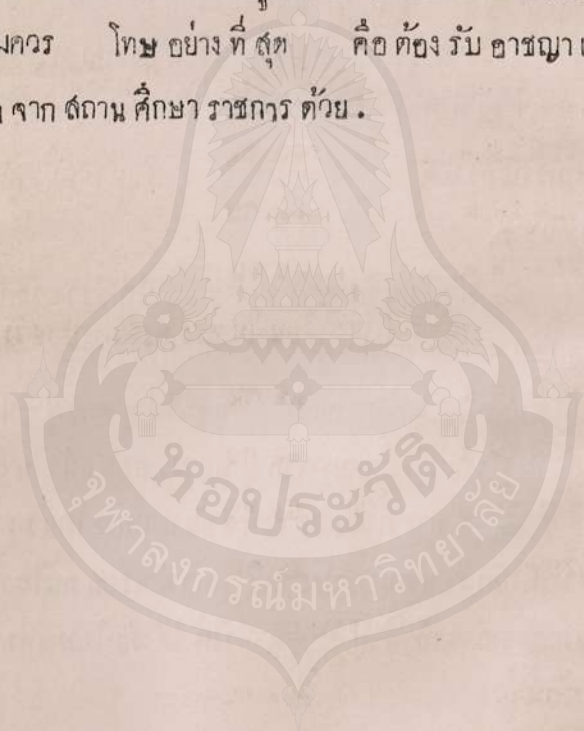 มควร โทษ อย่าง ที่ สุด คือ ต้อง รับ อาชญา
จาก สถาน ศึกษา ราชการ ด้วย .
หอประวัติ
จุฬาลงกรณ์มหาวิทยาลัย